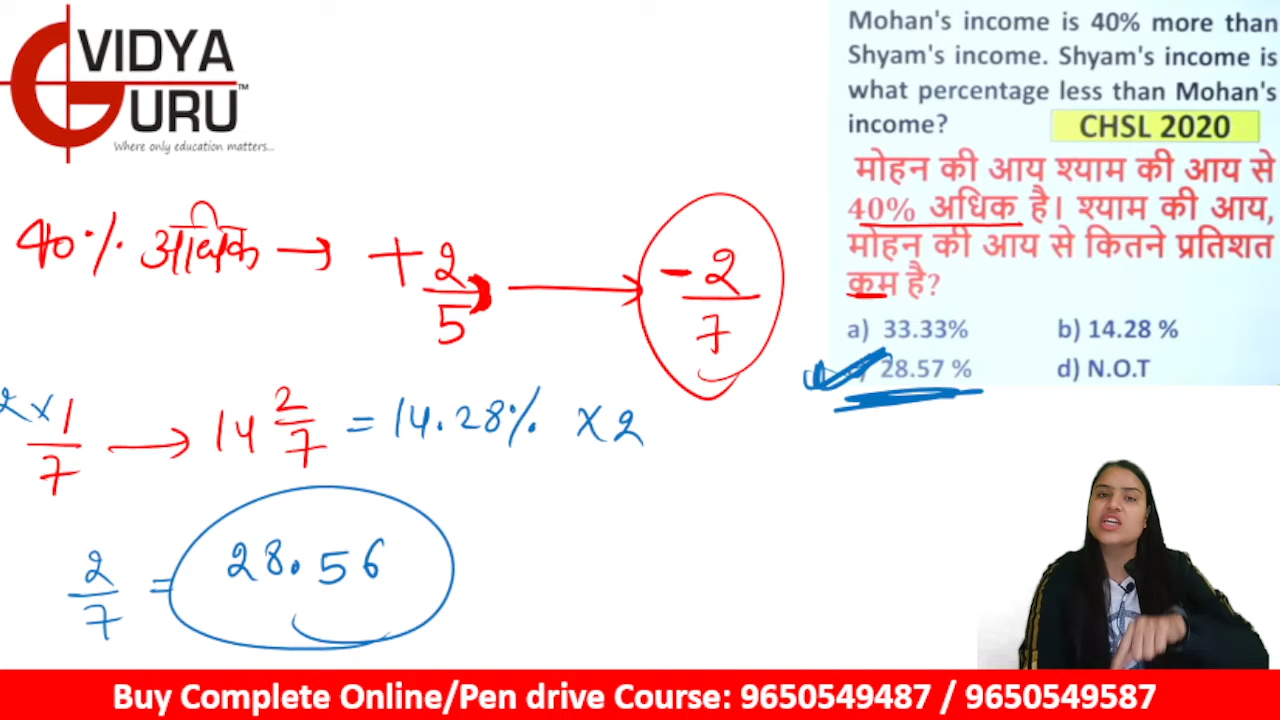 VIDYA
GURU™
Where only education matters...
Mohan's income is 40% more than
Shyam's income. Shyam's income is
what percentage less than Mohan's
income?
CHSL 2020
मोहन की आय श्याम की आय से
40% अधिक है। श्याम की आय,
मोहन की आय से कितने प्रतिशत
कम है?
a) 33.33%
b) 14.28 %
28.57 %
d) N.O.T
40% अधिक → + 2/5 → - 2/7
2 × 1/7 → 14 2/7 = 14.28% × 2
2/7 = 28.56
Buy Complete Online/Pen drive Course: 9650549487 / 9650549587